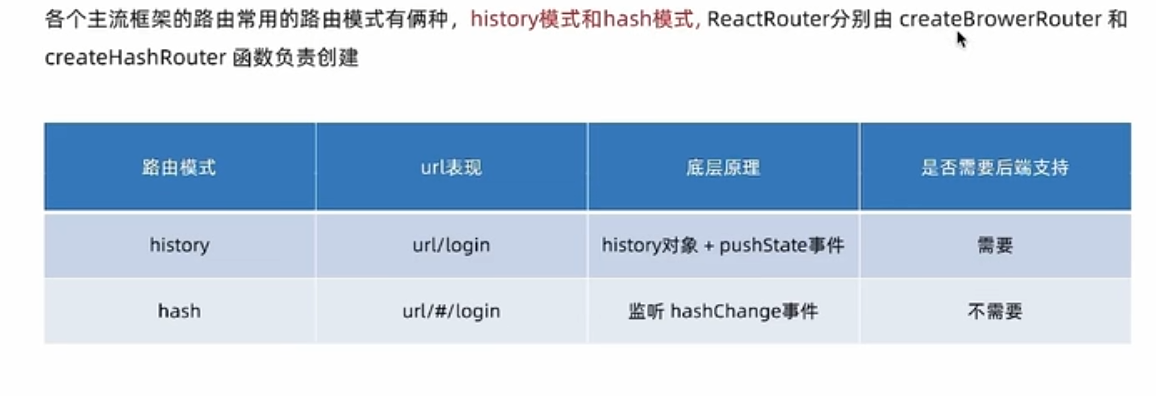 各个主流框架的路由常用的路由模式有俩种，history模式和hash模式, ReactRouter分别由 createBrowerRouter 和
createHashRouter 函数负责创建
路由模式 url表现 底层原理 是否需要后端支持
history url/login history对象 + pushState事件 需要
hash url/#/login 监听 hashChange事件 不需要